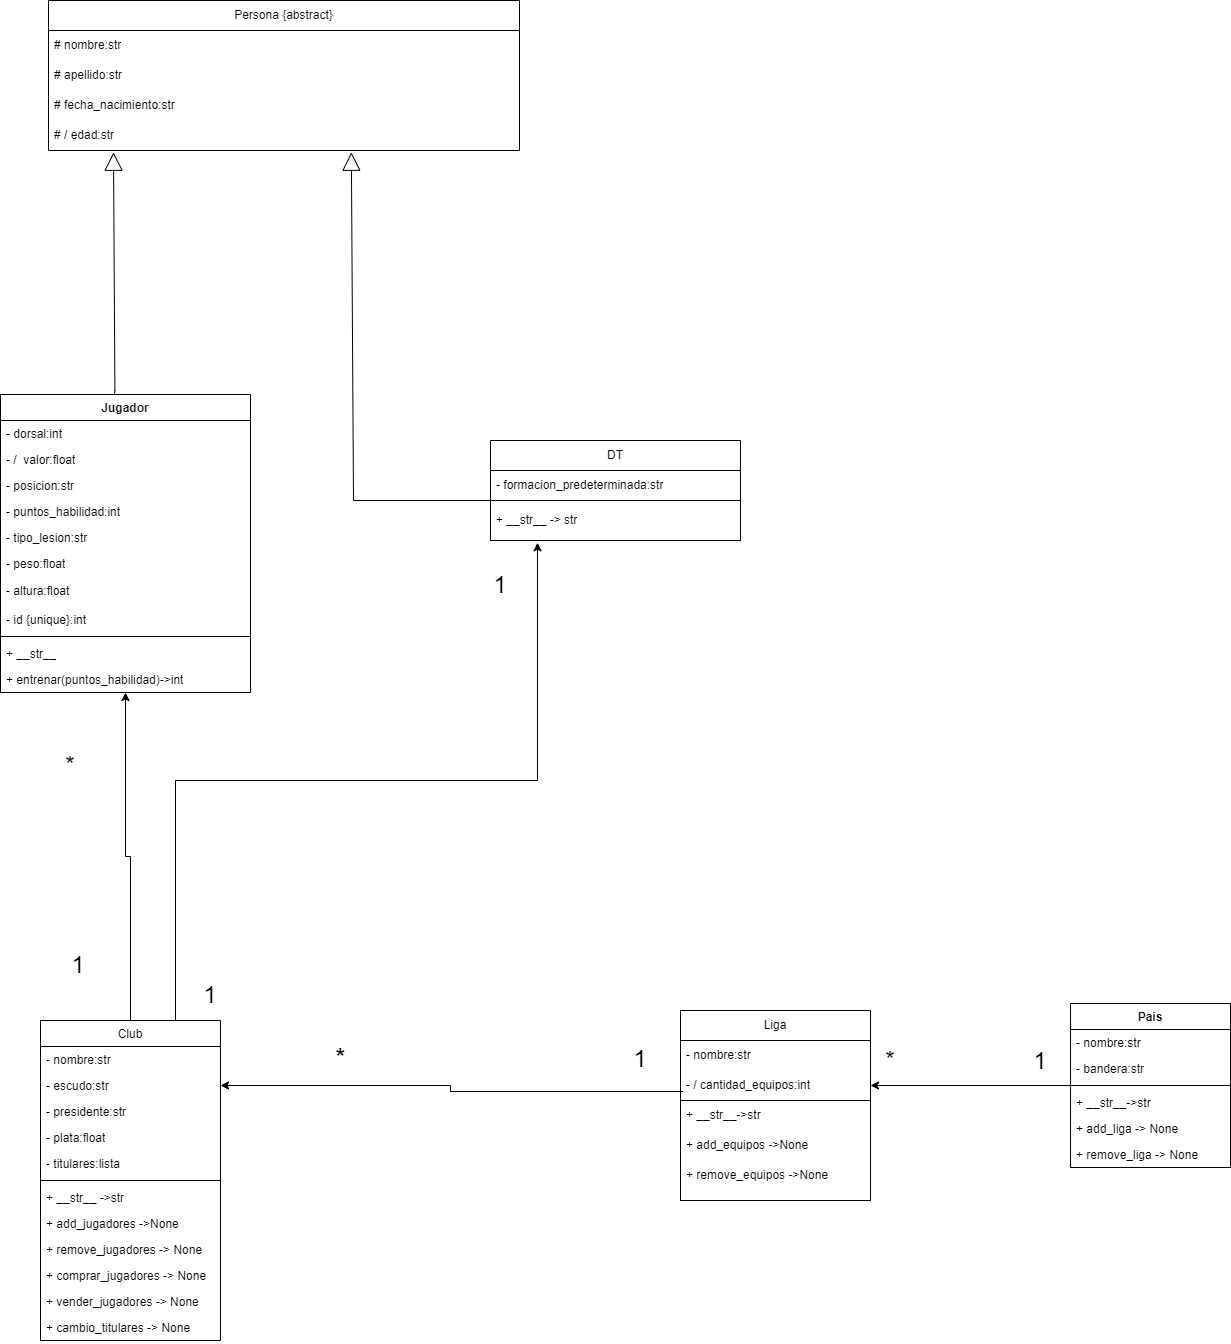 Persona {abstract}
# nombre:str
# apellido:str
# fecha_nacimiento:str
# / edad:str
Jugador
- dorsal:int
- /  valor:float
- posicion:str
- puntos_habilidad:int
- tipo_lesion:str
- peso:float
- altura:float
- id {unique}:int
+ __str__
+ entrenar(puntos_habilidad)->int
DT
- formacion_predeterminada:str
+ __str__ -> str
1
*
1
1
Club
- nombre:str
- escudo:str
- presidente:str
- plata:float
- titulares:lista
+ __str__ ->str
+ add_jugadores ->None
+ remove_jugadores -> None
+ comprar_jugadores -> None
+ vender_jugadores -> None
+ cambio_titulares -> None
*
1
Liga
- nombre:str
- / cantidad_equipos:int
+ __str__->str
+ add_equipos ->None
+ remove_equipos ->None
*
1
Pais
- nombre:str
- bandera:str
+ __str__->str
+ add_liga -> None
+ remove_liga -> None